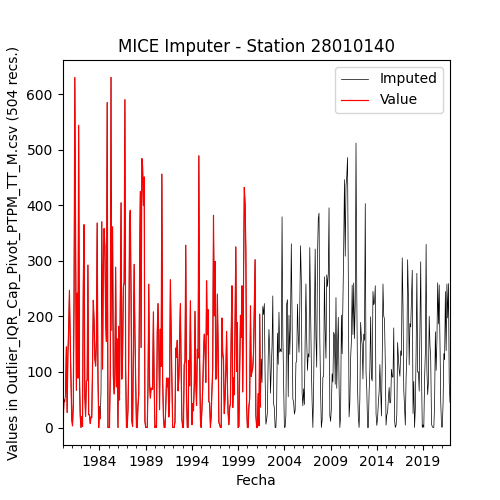 MICE Imputer - Station 28010140
Imputed
Value
Values in Outlier_IQR_Cap_Pivot_PTPM_TT_M.csv (504 recs.)
600
500
400
300
200
100
0
1984 1989 1994 1999 2004 2009 2014 2019
Fecha